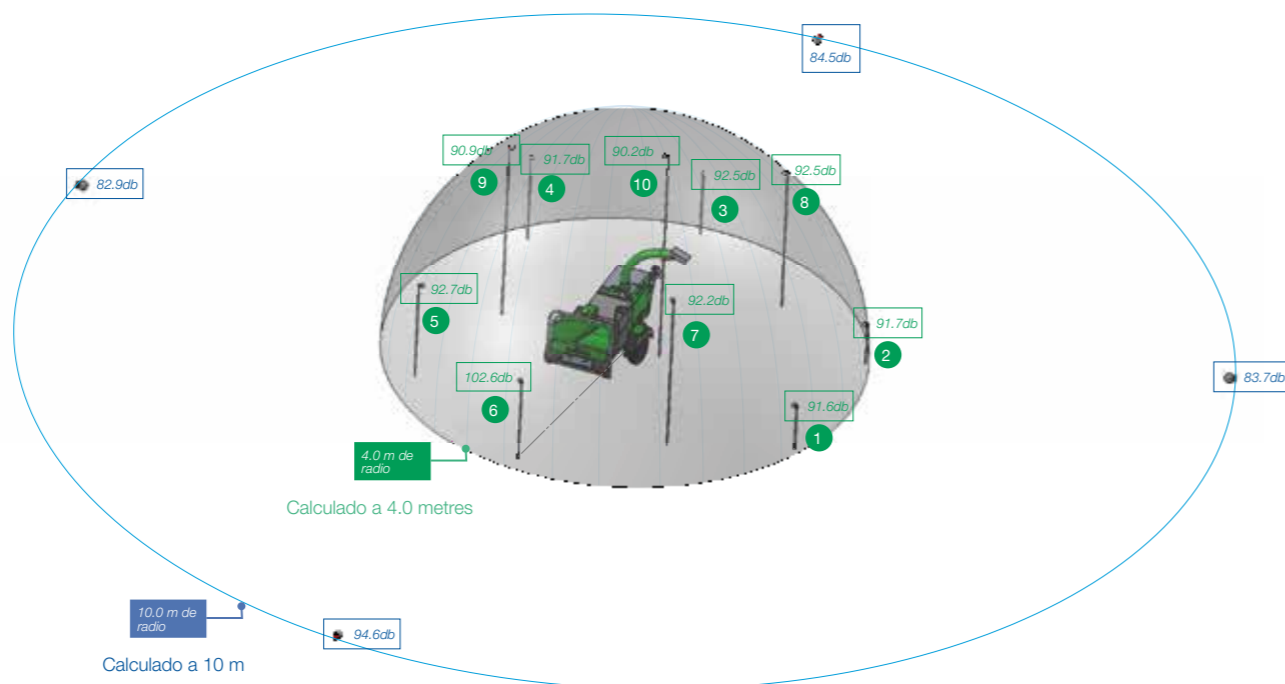 84.5db
90.9db
91.7db
90.2db
92.5db
92.5db
9
4
10
3
8
82.9db
92.7db
5
92.2db
7
91.7db
2
102.6db
6
91.6db
1
83.7db
4.0 m de
radio
Calculado a 4.0 metres
10.0 m de
radio
94.6db
Calculado a 10 m